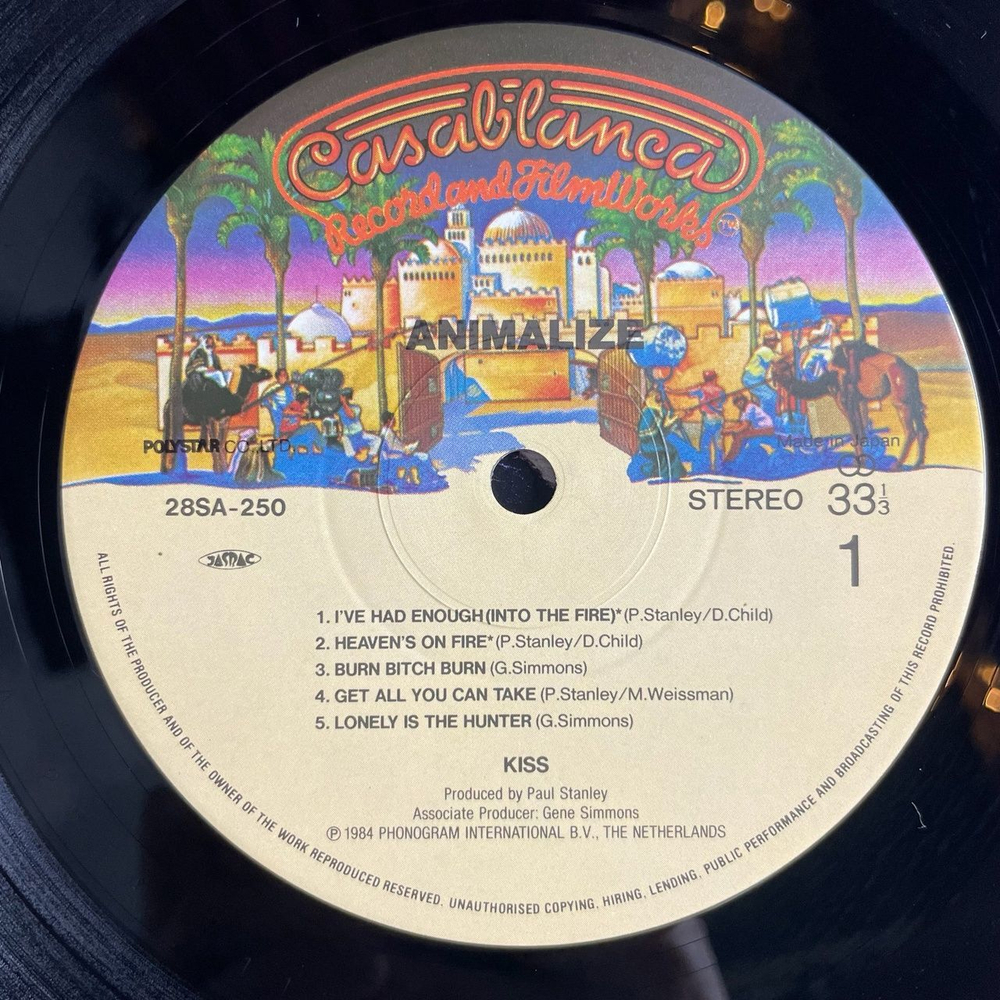 Casablanca
Record and FilmWorks TM
ANIMALIZE
POLYSTAR CO., LTD.
Made in Japan
28SA-250
STEREO 33 1/3
JASRAC
1
1. I'VE HAD ENOUGH(INTO THE FIRE)* (P.Stanley/D.Child)
2. HEAVEN'S ON FIRE* (P.Stanley/D.Child)
3. BURN BITCH BURN (G.Simmons)
4. GET ALL YOU CAN TAKE (P.Stanley/M.Weissman)
5. LONELY IS THE HUNTER (G.Simmons)
KISS
Produced by Paul Stanley
Associate Producer: Gene Simmons
℗ 1984 PHONOGRAM INTERNATIONAL B.V., THE NETHERLANDS
ALL RIGHTS OF THE PRODUCER AND OF THE OWNER OF THE WORK REPRODUCED RESERVED. UNAUTHORISED COPYING, HIRING, LENDING, PUBLIC PERFORMANCE AND BROADCASTING OF THIS RECORD PROHIBITED.